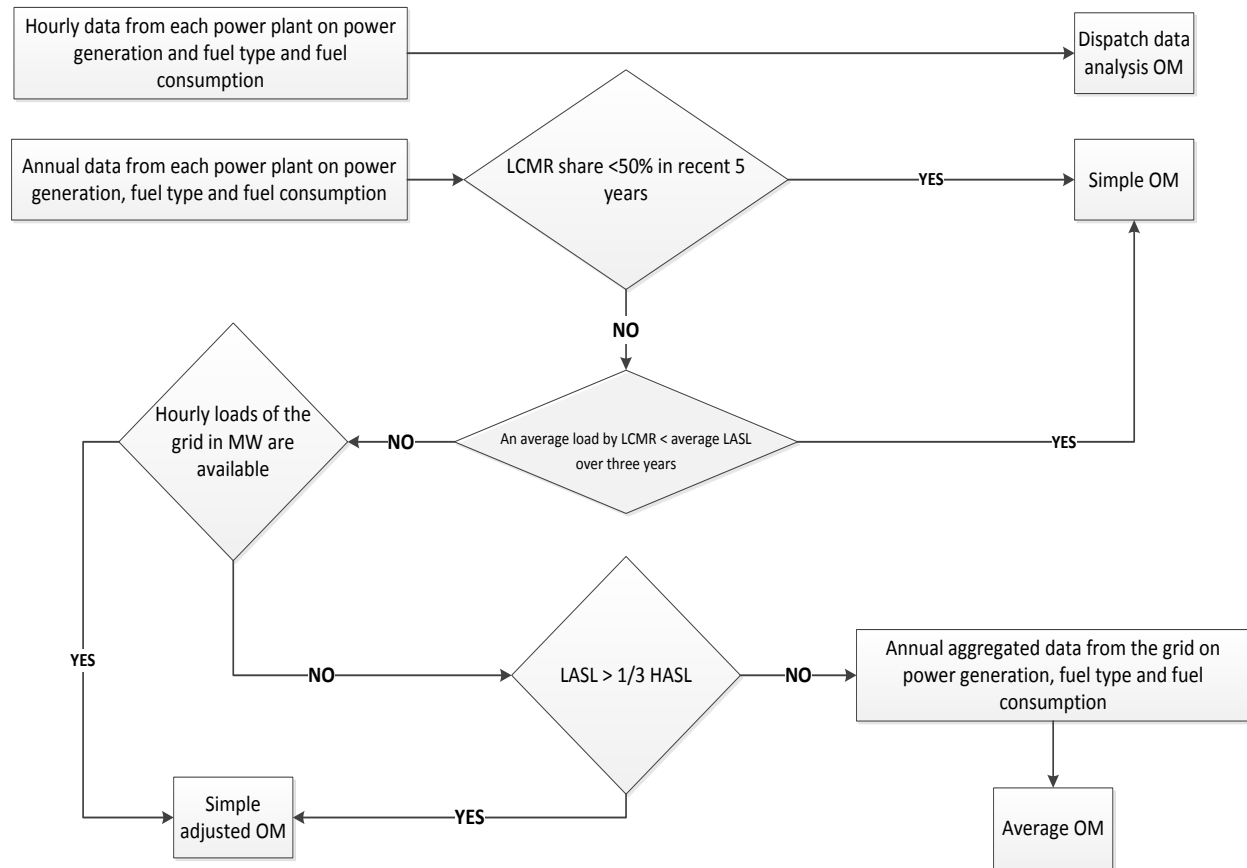 Hourly data from each power plant on power
generation and fuel type and fuel
consumption
Dispatch data
analysis OM
Annual data from each power plant on power
generation, fuel type and fuel consumption
LCMR share <50% in recent 5
years
YES
Simple OM
NO
Hourly loads of the
grid in MW are
available
NO
An average load by LCMR < average LASL
over three years
YES
YES
NO
LASL > 1/3 HASL
NO
Annual aggregated data from the grid on
power generation, fuel type and fuel
consumption
Simple
adjusted OM
YES
Average OM